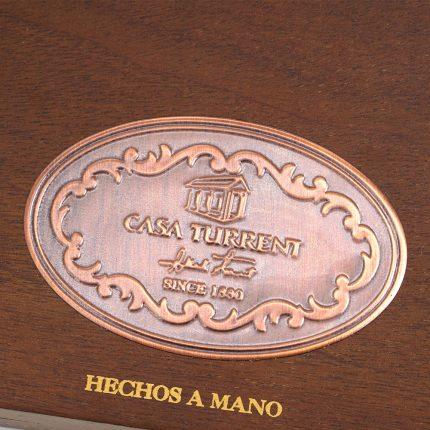 CASA TURRENT
SINCE 1880
HECHOS A MANO